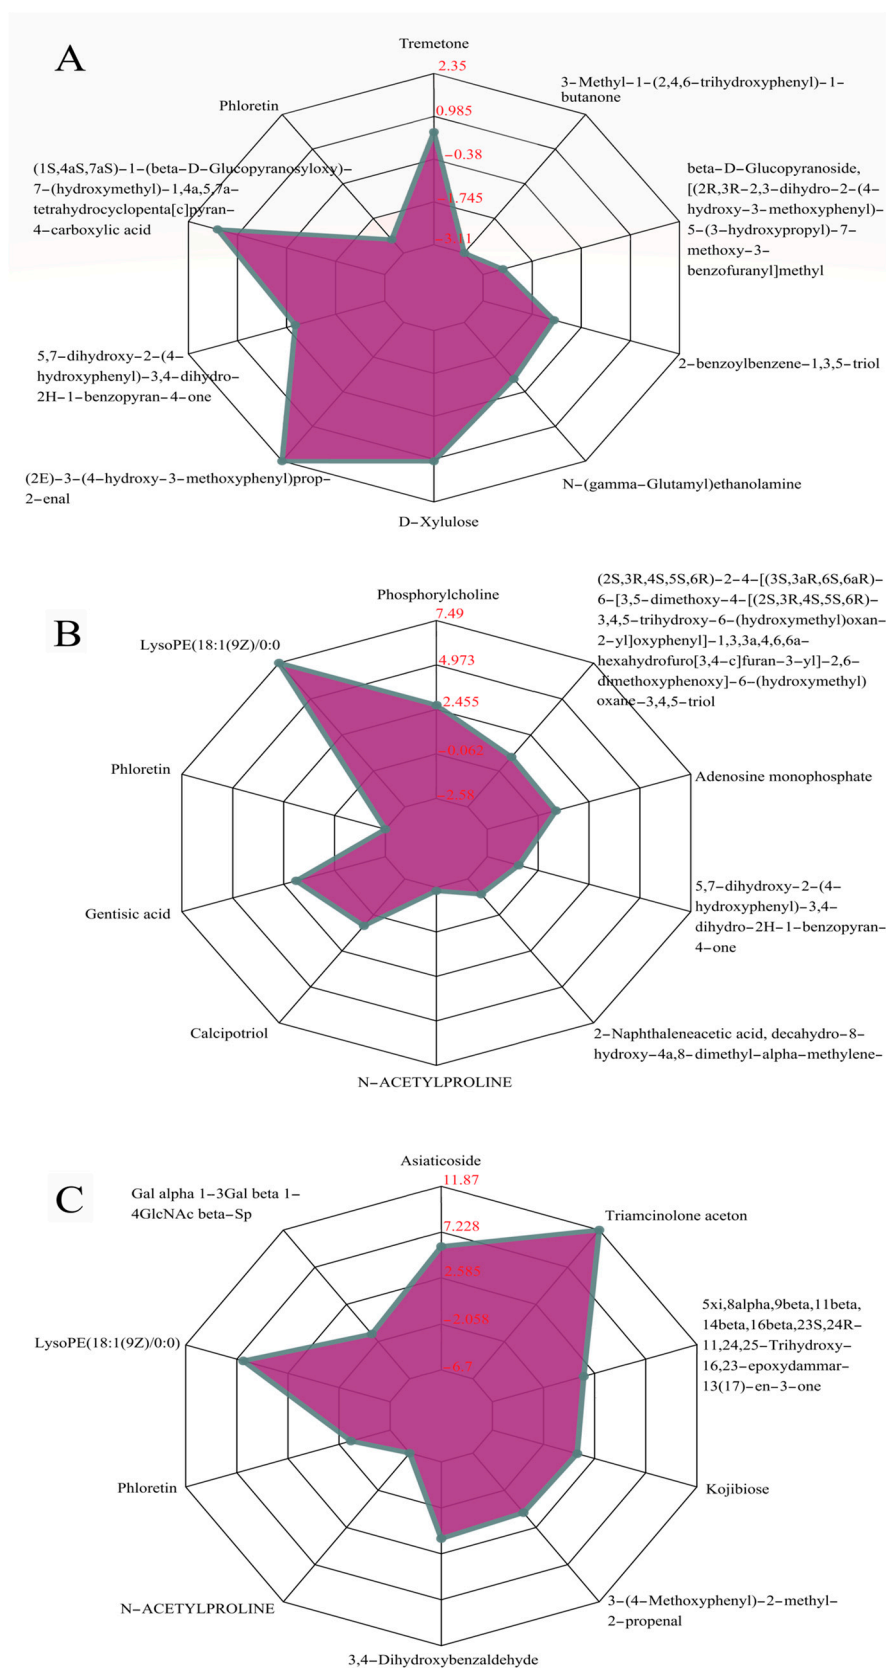 A
Tremetone
2.35
3-Methyl-1-(2,4,6-trihydroxyphenyl)-1-
butanone
Phloretin
0.985
(1S,4aS,7aS)-1-(beta-D-Glucopyranosyloxy)-
7-(hydroxymethyl)-1,4a,5,7a-
tetrahydrocyclopenta[c]pyran-
4-carboxylic acid
-0.38
-1.745
-3.11
beta-D-Glucopyranoside,
[(2R,3R-2,3-dihydro-2-(4-
hydroxy-3-methoxyphenyl)-
5-(3-hydroxypropyl)-7-
methoxy-3-
benzofuranyl]methyl
5,7-dihydroxy-2-(4-
hydroxyphenyl)-3,4-dihydro-
2H-1-benzopyran-4-one
2-benzoylbenzene-1,3,5-triol
(2E)-3-(4-hydroxy-3-methoxyphenyl)prop-
2-enal
N-(gamma-Glutamyl)ethanolamine
D-Xylulose
B
Phosphorylcholine
7.49
(2S,3R,4S,5S,6R)-2-4-[(3S,3aR,6S,6aR)-
6-[3,5-dimethoxy-4-[(2S,3R,4S,5S,6R)-
3,4,5-trihydroxy-6-(hydroxymethyl)oxan-
2-yl]oxyphenyl]-1,3,3a,4,6,6a-
hexahydrofuro[3,4-c]furan-3-yl]-2,6-
dimethoxyphenoxy]-6-(hydroxymethyl)
oxane-3,4,5-triol
LysoPE(18:1(9Z)/0:0
4.973
2.455
-0.062
-2.58
Phloretin
Adenosine monophosphate
Gentisic acid
5,7-dihydroxy-2-(4-
hydroxyphenyl)-3,4-
dihydro-2H-1-benzopyran-
4-one
Calcipotriol
2-Naphthaleneacetic acid, decahydro-8-
hydroxy-4a,8-dimethyl-alpha-methylene-
N-ACETYLPROLINE
C
Asiaticoside
11.87
Gal alpha 1-3Gal beta 1-
4GlcNAc beta-Sp
Triamcinolone aceton
7.228
2.585
-2.058
-6.7
LysoPE(18:1(9Z)/0:0)
5xi,8alpha,9beta,11beta,
14beta,16beta,23S,24R-
11,24,25-Trihydroxy-
16,23-epoxydammar-
13(17)-en-3-one
Phloretin
Kojibiose
N-ACETYLPROLINE
3-(4-Methoxyphenyl)-2-methyl-
2-propenal
3,4-Dihydroxybenzaldehyde